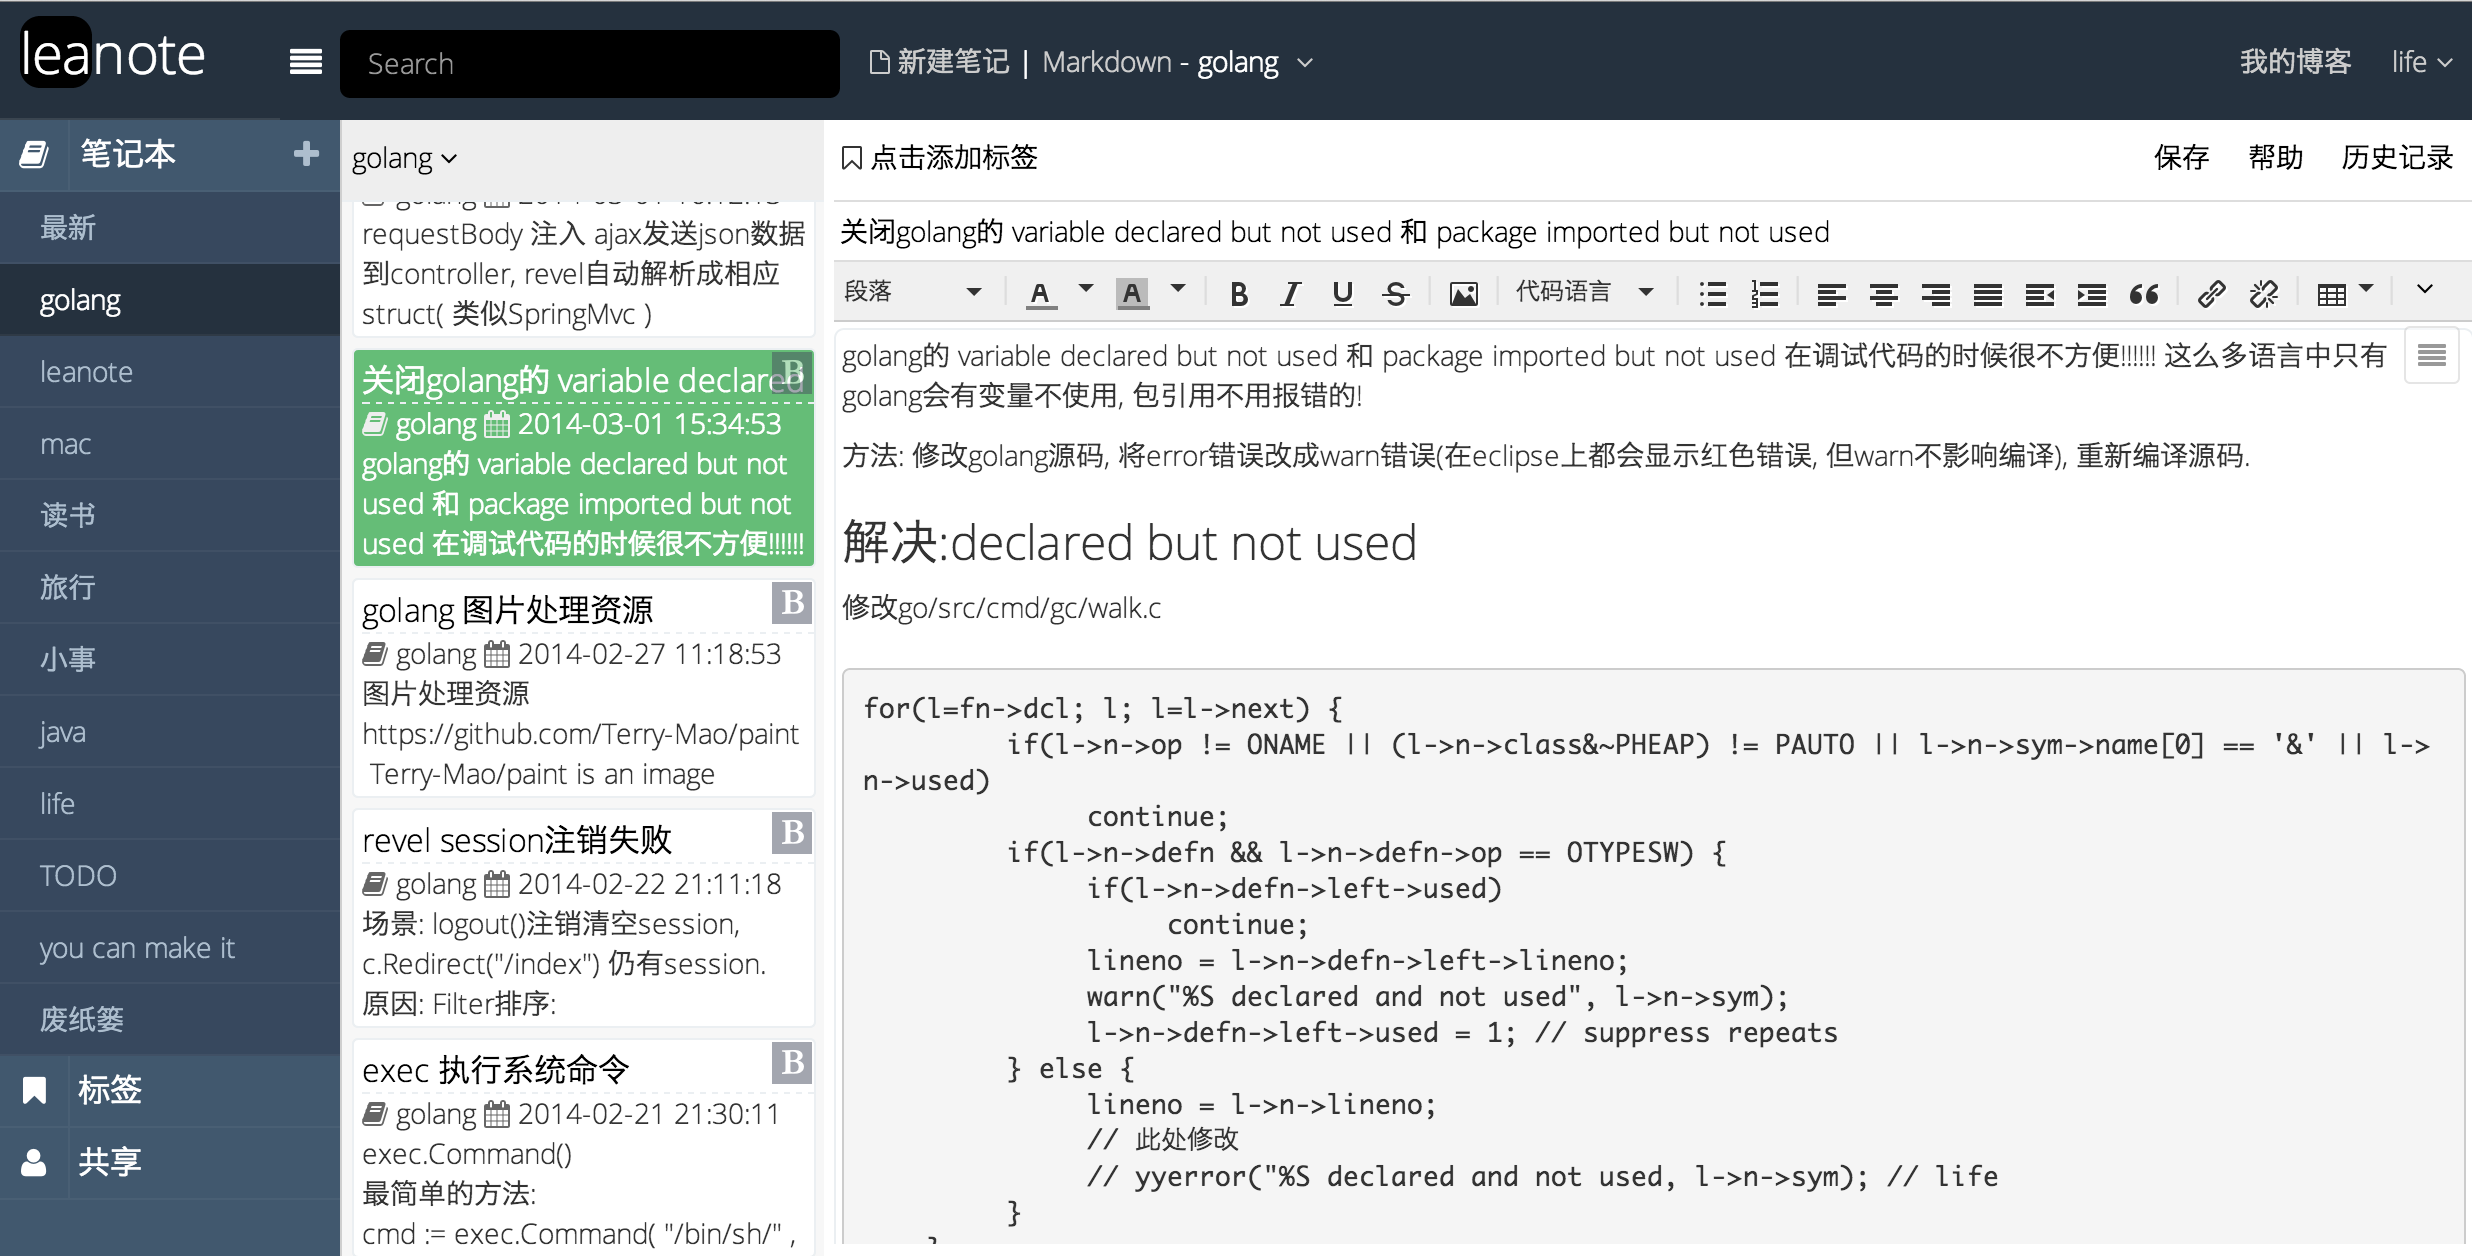 leanote
Search
新建笔记 | Markdown - golang
我的博客
life
笔记本
最新
golang
leanote
mac
读书
旅行
小事
java
life
TODO
you can make it
废纸篓
标签
共享
golang
requestBody 注入 ajax发送json数据
到controller, revel自动解析成相应
struct( 类似SpringMvc )
关闭golang的 variable declared
B
golang 2014-03-01 15:34:53
golang的 variable declared but not
used 和 package imported but not
used 在调试代码的时候很不方便!!!!!!
golang 图片处理资源
B
golang 2014-02-27 11:18:53
图片处理资源
https://github.com/Terry-Mao/paint
Terry-Mao/paint is an image
revel session注销失败
B
golang 2014-02-22 21:11:18
场景: logout()注销清空session,
c.Redirect("/index") 仍有session.
原因: Filter排序:
exec 执行系统命令
B
golang 2014-02-21 21:30:11
exec.Command()
最简单的方法:
cmd := exec.Command( "/bin/sh/" ,
点击添加标签
保存
帮助
历史记录
关闭golang的 variable declared but not used 和 package imported but not used
段落 A A B I U S 代码语言
golang的 variable declared but not used 和 package imported but not used 在调试代码的时候很不方便!!!!!! 这么多语言中只有
golang会有变量不使用, 包引用不用报错的!
方法: 修改golang源码, 将error错误改成warn错误(在eclipse上都会显示红色错误, 但warn不影响编译), 重新编译源码.
解决:declared but not used
修改go/src/cmd/gc/walk.c
for(l=fn->dcl; l; l=l->next) {
if(l->n->op != ONAME || (l->n->class&~PHEAP) != PAUTO || l->n->sym->name[0] == '&' || l->
n->used)
continue;
if(l->n->defn && l->n->defn->op == OTYPESW) {
if(l->n->defn->left->used)
continue;
lineno = l->n->defn->left->lineno;
warn("%S declared and not used", l->n->sym);
l->n->defn->left->used = 1; // suppress repeats
} else {
lineno = l->n->lineno;
// 此处修改
// yyerror("%S declared and not used, l->n->sym); // life
}